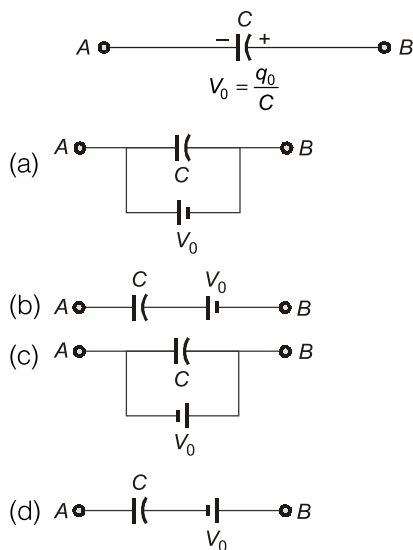 C
A − + B
V₀ = q₀/C
(a) A B
C
V₀
C V₀
(b) A B
(c) A B
C
V₀
C
(d) A B
V₀